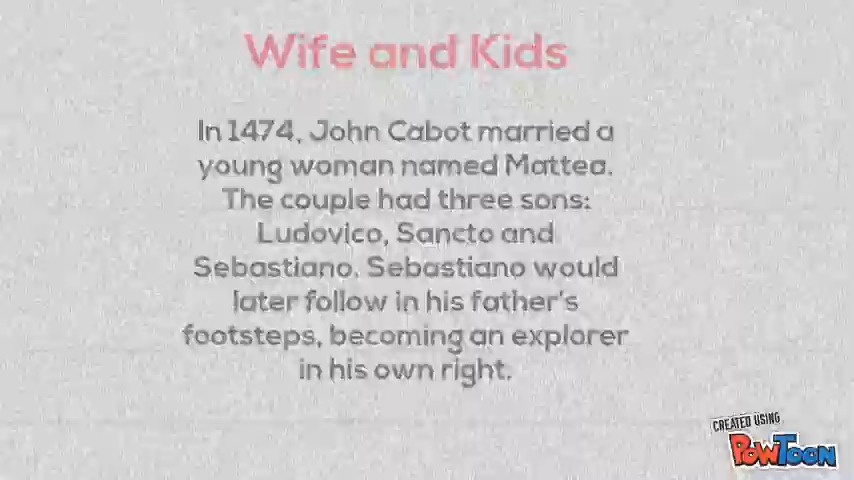 Wife and Kids
In 1474, John Cabot married a
young woman named Mattea.
The couple had three sons:
Ludovico, Sancto and
Sebastiano. Sebastiano would
later follow in his father's
footsteps, becoming an explorer
in his own right.
CREATED USING
POWTOON